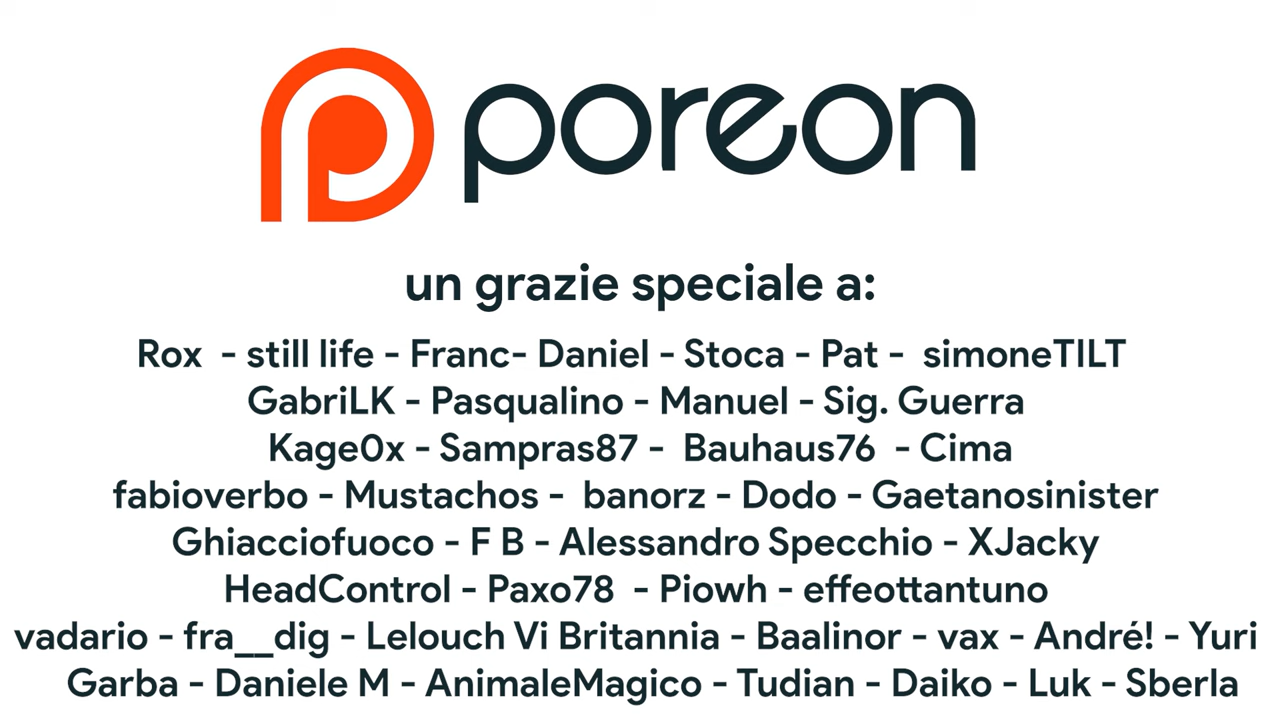 poreon
un grazie speciale a:
Rox - still life - Franc- Daniel - Stoca - Pat - simoneTILT
GabriLK - Pasqualino - Manuel - Sig. Guerra
Kage0x - Sampras87 - Bauhaus76 - Cima
fabioverbo - Mustachos - banorz - Dodo - Gaetanosinister
Ghiacciofuoco - F B - Alessandro Specchio - XJacky
HeadControl - Paxo78 - Piowh - effeottantuno
vadario - fra__dig - Lelouch Vi Britannia - Baalinor - vax - André! - Yuri
Garba - Daniele M - AnimaleMagico - Tudian - Daiko - Luk - Sberla